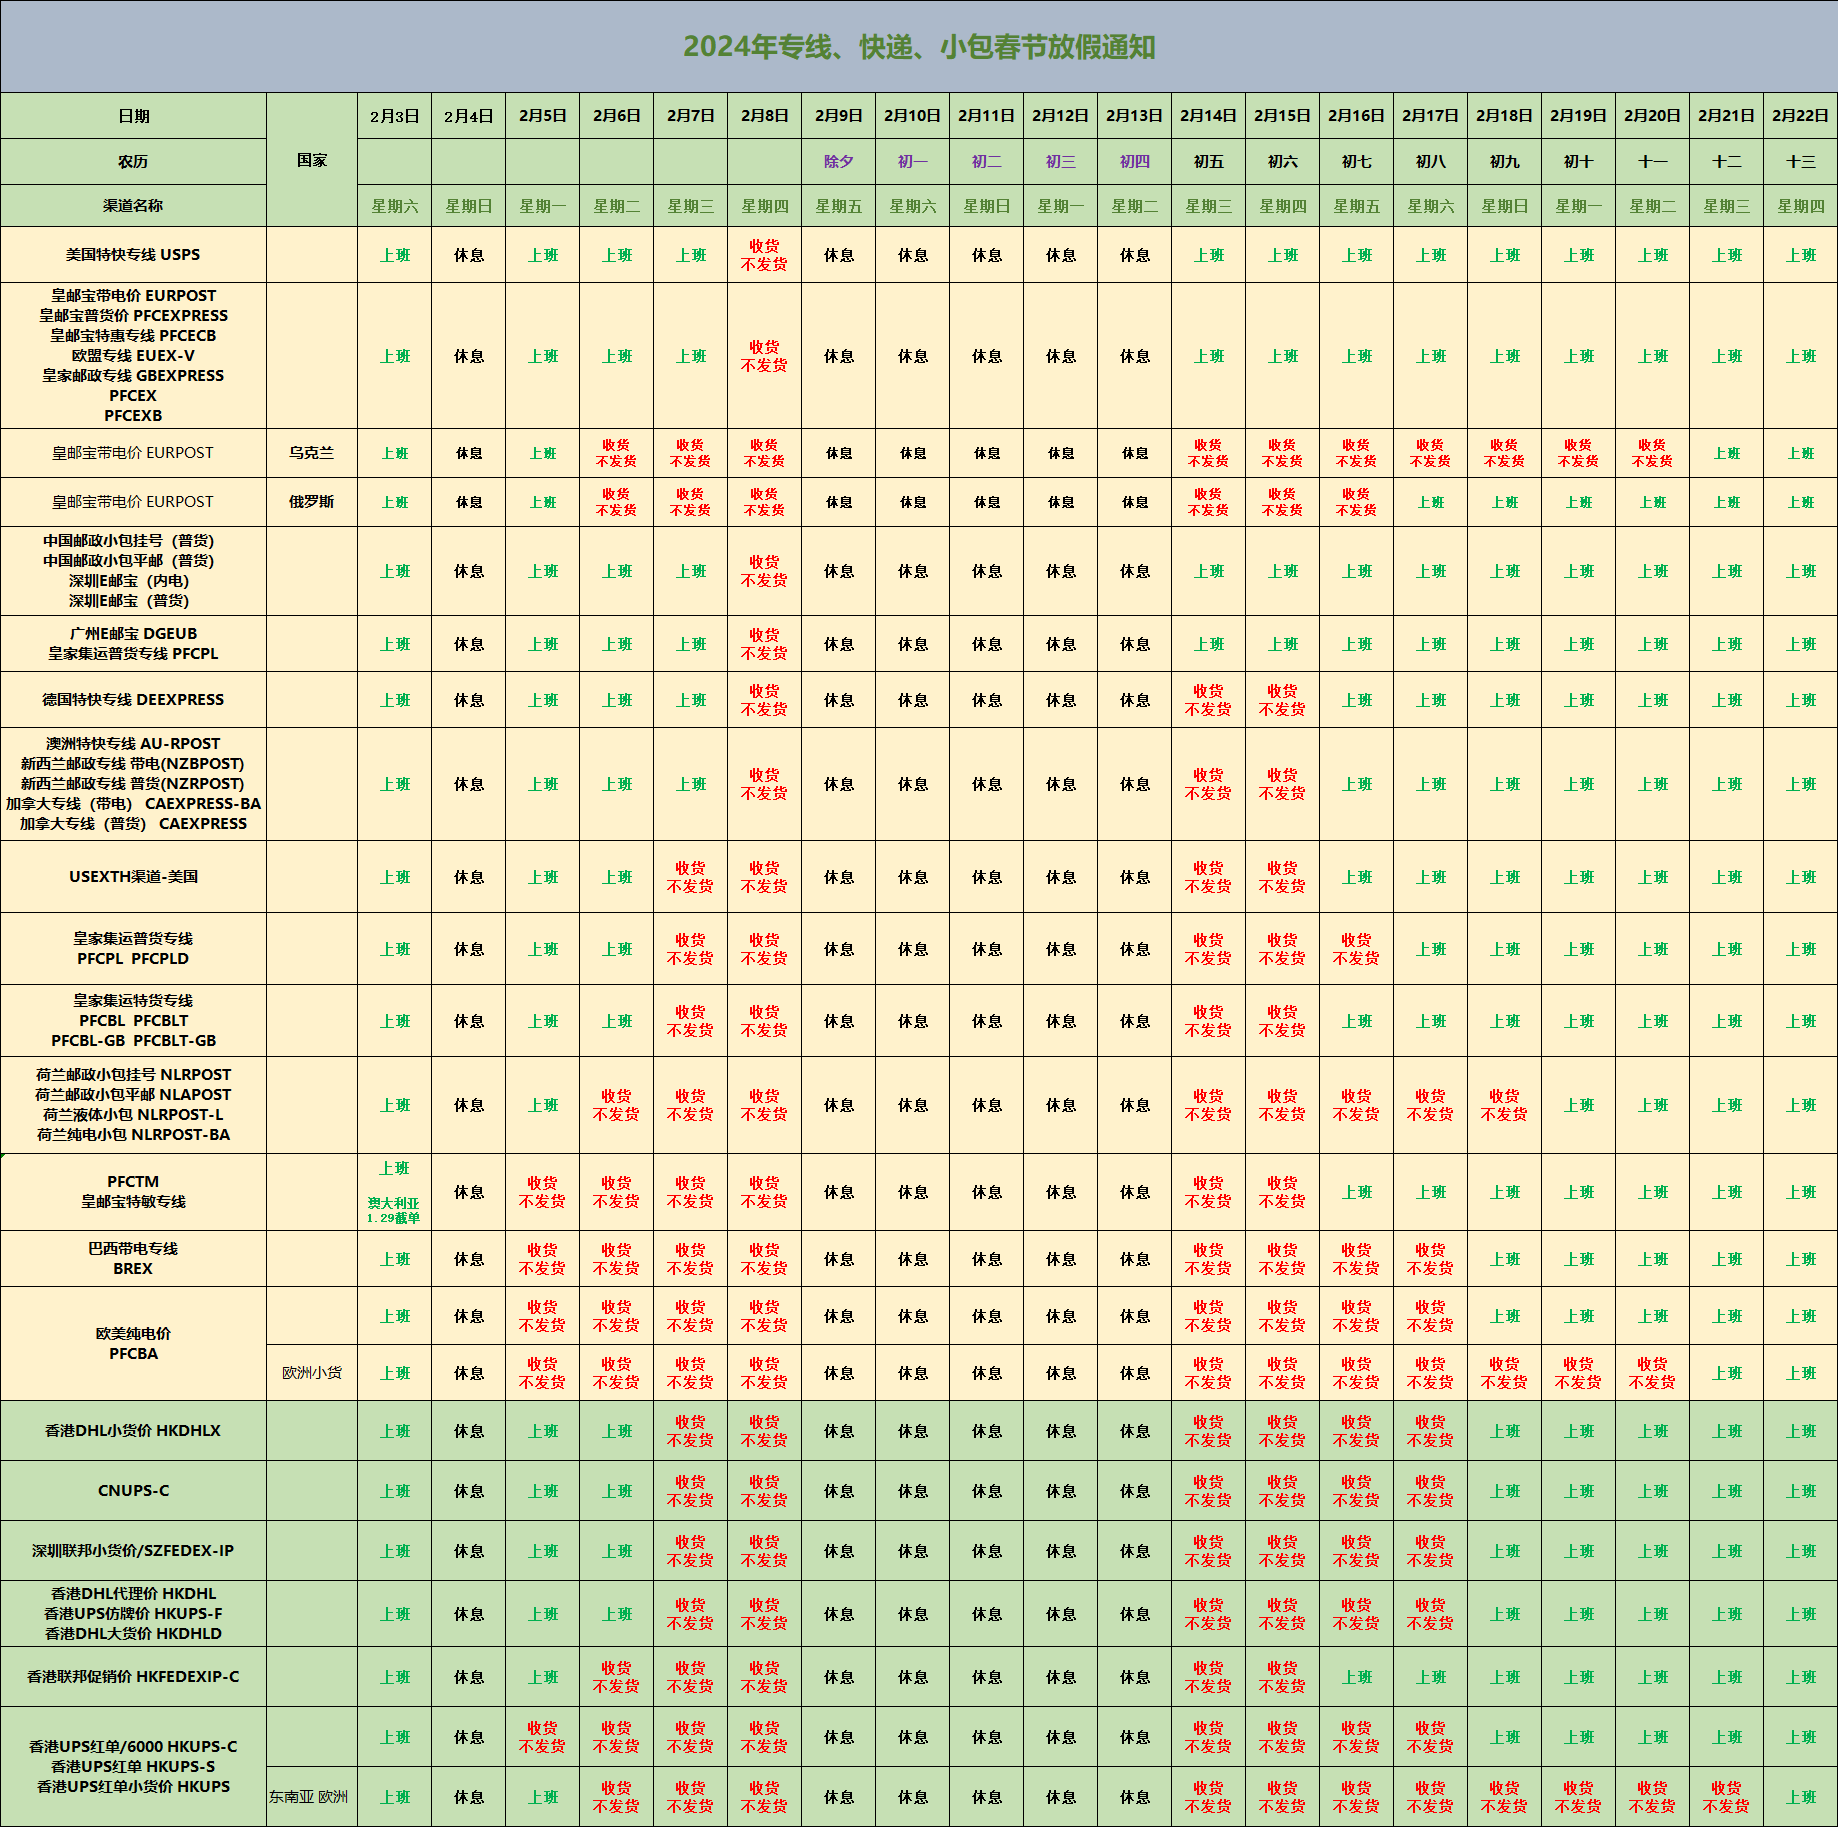 2024年专线、快递、小包春节放假通知
日期 国家 2月3日 2月4日 2月5日 2月6日 2月7日 2月8日 2月9日 2月10日 2月11日 2月12日 2月13日 2月14日 2月15日 2月16日 2月17日 2月18日 2月19日 2月20日 2月21日 2月22日
农历 除夕 初一 初二 初三 初四 初五 初六 初七 初八 初九 初十 十一 十二 十三
渠道名称 星期六 星期日 星期一 星期二 星期三 星期四 星期五 星期六 星期日 星期一 星期二 星期三 星期四 星期五 星期六 星期日 星期一 星期二 星期三 星期四
美国特快专线 USPS 上班 休息 上班 上班 上班 收货不发货 休息 休息 休息 休息 休息 上班 上班 上班 上班 上班 上班 上班 上班 上班
皇邮宝带电价 EURPOST
皇邮宝普货价 PFCEXPRESS
皇邮宝特惠专线 PFCECB
欧盟专线 EUEX-V
皇家邮政专线 GBEXPRESS
PFCEX
PFCEXB
上班 休息 上班 上班 上班 收货不发货 休息 休息 休息 休息 休息 上班 上班 上班 上班 上班 上班 上班 上班 上班
皇邮宝带电价 EURPOST 乌克兰 上班 休息 上班 收货不发货 收货不发货 收货不发货 休息 休息 休息 休息 休息 收货不发货 收货不发货 收货不发货 收货不发货 收货不发货 收货不发货 收货不发货 上班 上班
皇邮宝带电价 EURPOST 俄罗斯 上班 休息 上班 收货不发货 收货不发货 收货不发货 休息 休息 休息 休息 休息 收货不发货 收货不发货 收货不发货 上班 上班 上班 上班 上班 上班
中国邮政小包挂号（普货)
中国邮政小包平邮（普货)
深圳E邮宝（内电)
深圳E邮宝（普货)
上班 休息 上班 上班 上班 收货不发货 休息 休息 休息 休息 休息 上班 上班 上班 上班 上班 上班 上班 上班 上班
广州E邮宝 DGEUB
皇家集运普货专线 PFCPL
上班 休息 上班 上班 上班 收货不发货 休息 休息 休息 休息 休息 上班 上班 上班 上班 上班 上班 上班 上班 上班
德国特快专线 DEEXPRESS 上班 休息 上班 上班 上班 收货不发货 休息 休息 休息 休息 休息 收货不发货 收货不发货 上班 上班 上班 上班 上班 上班 上班
澳洲特快专线 AU-RPOST
新西兰邮政专线 带电(NZBPOST)
新西兰邮政专线 普货(NZRPOST)
加拿大专线（带电） CAEXPRESS-BA
加拿大专线（普货） CAEXPRESS
上班 休息 上班 上班 上班 收货不发货 休息 休息 休息 休息 休息 收货不发货 收货不发货 上班 上班 上班 上班 上班 上班 上班
USEXTH渠道-美国 上班 休息 上班 上班 收货不发货 收货不发货 休息 休息 休息 休息 休息 收货不发货 收货不发货 上班 上班 上班 上班 上班 上班 上班
皇家集运普货专线
PFCPL PFCPLD
上班 休息 上班 上班 收货不发货 收货不发货 休息 休息 休息 休息 休息 收货不发货 收货不发货 收货不发货 上班 上班 上班 上班 上班 上班
皇家集运特货专线
PFCBL PFCBLT
PFCBL-GB PFCBLT-GB
上班 休息 上班 上班 收货不发货 收货不发货 休息 休息 休息 休息 休息 收货不发货 收货不发货 上班 上班 上班 上班 上班 上班 上班
荷兰邮政小包挂号 NLRPOST
荷兰邮政小包平邮 NLAPOST
荷兰液体小包 NLRPOST-L
荷兰纯电小包 NLRPOST-BA
上班 休息 上班 收货不发货 收货不发货 收货不发货 休息 休息 休息 休息 休息 收货不发货 收货不发货 收货不发货 收货不发货 收货不发货 上班 上班 上班 上班
PFCTM
皇邮宝特敏专线
上班 澳大利亚 1.29截单 休息 收货不发货 收货不发货 收货不发货 收货不发货 休息 休息 休息 休息 休息 收货不发货 收货不发货 上班 上班 上班 上班 上班 上班 上班
巴西带电专线
BREX
上班 休息 收货不发货 收货不发货 收货不发货 收货不发货 休息 休息 休息 休息 休息 收货不发货 收货不发货 收货不发货 收货不发货 上班 上班 上班 上班 上班
欧美纯电价
PFCBA
上班 休息 收货不发货 收货不发货 收货不发货 收货不发货 休息 休息 休息 休息 休息 收货不发货 收货不发货 收货不发货 收货不发货 上班 上班 上班 上班 上班
欧洲小货 上班 休息 收货不发货 收货不发货 收货不发货 收货不发货 休息 休息 休息 休息 休息 收货不发货 收货不发货 收货不发货 收货不发货 收货不发货 收货不发货 收货不发货 上班 上班
香港DHL小货价 HKDHLX 上班 休息 上班 上班 收货不发货 收货不发货 休息 休息 休息 休息 休息 收货不发货 收货不发货 收货不发货 收货不发货 上班 上班 上班 上班 上班
CNUPS-C 上班 休息 上班 上班 收货不发货 收货不发货 休息 休息 休息 休息 休息 收货不发货 收货不发货 收货不发货 收货不发货 上班 上班 上班 上班 上班
深圳联邦小货价/SZFEDEX-IP 上班 休息 上班 上班 收货不发货 收货不发货 休息 休息 休息 休息 休息 收货不发货 收货不发货 收货不发货 收货不发货 上班 上班 上班 上班 上班
香港DHL代理价 HKDHL
香港UPS仿牌价 HKUPS-F
香港DHL大货价 HKDHLD
上班 休息 上班 上班 收货不发货 收货不发货 休息 休息 休息 休息 休息 收货不发货 收货不发货 收货不发货 收货不发货 上班 上班 上班 上班 上班
香港联邦促销价 HKFEDEXIP-C 上班 休息 上班 收货不发货 收货不发货 收货不发货 休息 休息 休息 休息 休息 收货不发货 收货不发货 上班 上班 上班 上班 上班 上班 上班
香港UPS红单/6000 HKUPS-C
香港UPS红单 HKUPS-S
香港UPS红单小货价 HKUPS
上班 休息 收货不发货 收货不发货 收货不发货 收货不发货 休息 休息 休息 休息 休息 收货不发货 收货不发货 收货不发货 收货不发货 上班 上班 上班 上班 上班
东南亚 欧洲 上班 休息 上班 收货不发货 收货不发货 收货不发货 休息 休息 休息 休息 休息 收货不发货 收货不发货 收货不发货 收货不发货 收货不发货 收货不发货 收货不发货 收货不发货 上班